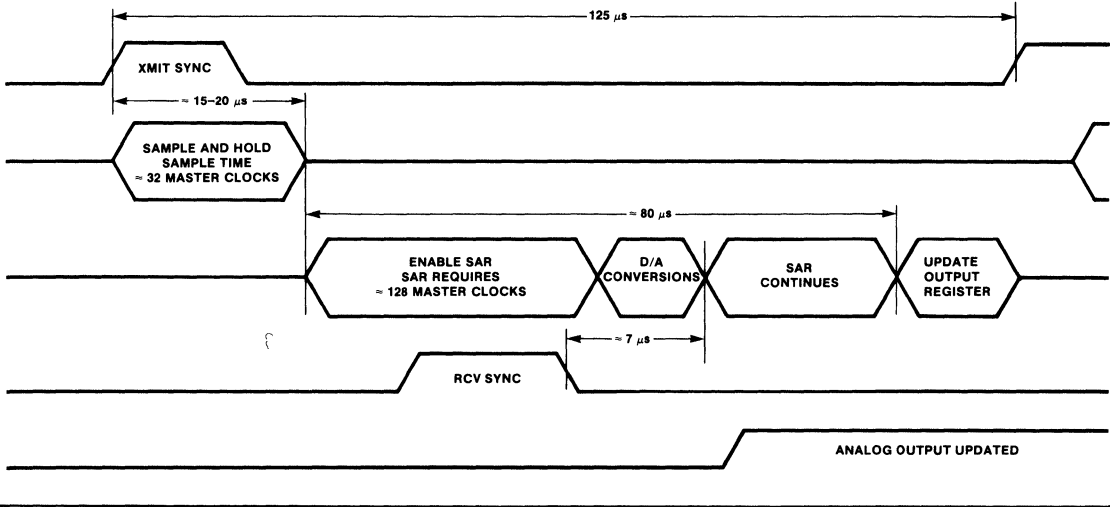 125 μs
XMIT SYNC
≈ 15–20 μs
SAMPLE AND HOLD
SAMPLE TIME
≈ 32 MASTER CLOCKS
≈ 80 μs
ENABLE SAR
SAR REQUIRES
≈ 128 MASTER CLOCKS
D/A
CONVERSIONS
SAR
CONTINUES
UPDATE
OUTPUT
REGISTER
≈ 7 μs
RCV SYNC
ANALOG OUTPUT UPDATED